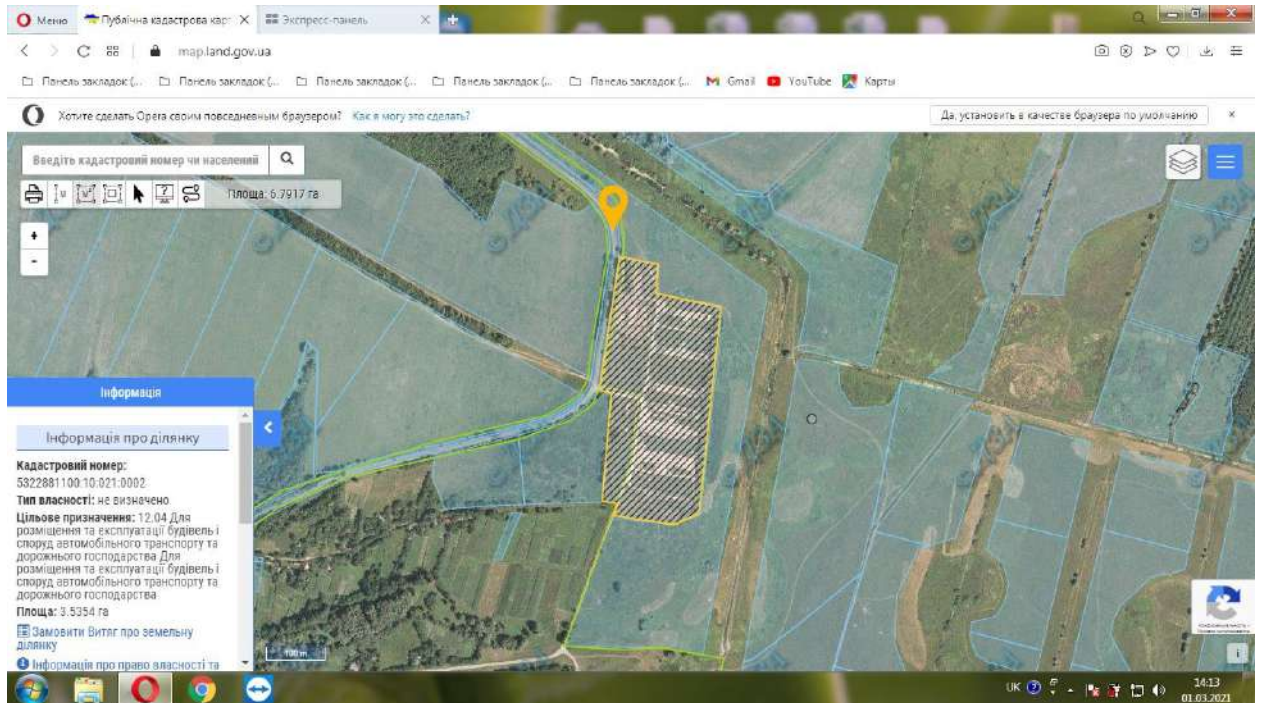 Меню
Публічна кадастрова кар
Экспресс-панель
map.land.gov.ua
Панель закладок (...
Панель закладок (...
Панель закладок (...
Панель закладок (...
Панель закладок (...
Gmail
YouTube
Карты
Хотите сделать Opera своим повседневным браузером?
Как я могу это сделать?
Да, установить в качестве браузера по умолчанию
Введіть кадастровий номер чи населений
Площа: 6.7917 га
+
-
Інформація
Інформація про ділянку
Кадастровий номер:
5322881100:10:021:0002
Тип власності: не визначено
Цільове призначення: 12.04 Для
розміщення та експлуатації будівель і
споруд автомобільного транспорту та
дорожнього господарства Для
розміщення та експлуатації будівель і
споруд автомобільного транспорту та
дорожнього господарства
Площа: 3.5354 га
Замовити Витяг про земельну
ділянку
Інформація про право власності та
100 m
UK
14:13
01.03.2021